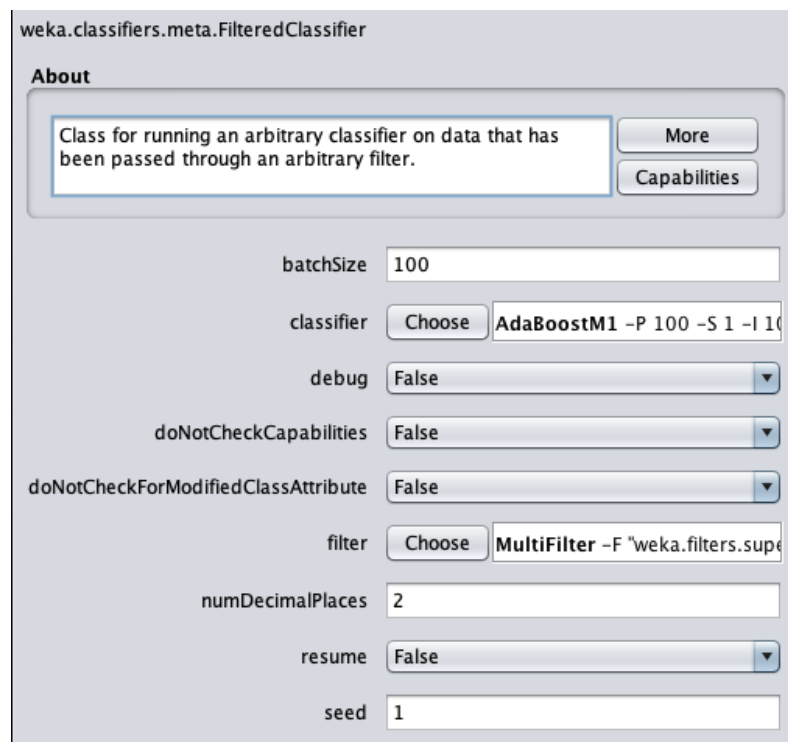 weka.classifiers.meta.FilteredClassifier
About
Class for running an arbitrary classifier on data that has
been passed through an arbitrary filter.
More
Capabilities
batchSize 100
classifier Choose AdaBoostM1 -P 100 -S 1 -I 10
debug False
doNotCheckCapabilities False
doNotCheckForModifiedClassAttribute False
filter Choose MultiFilter -F "weka.filters.supe
numDecimalPlaces 2
resume False
seed 1